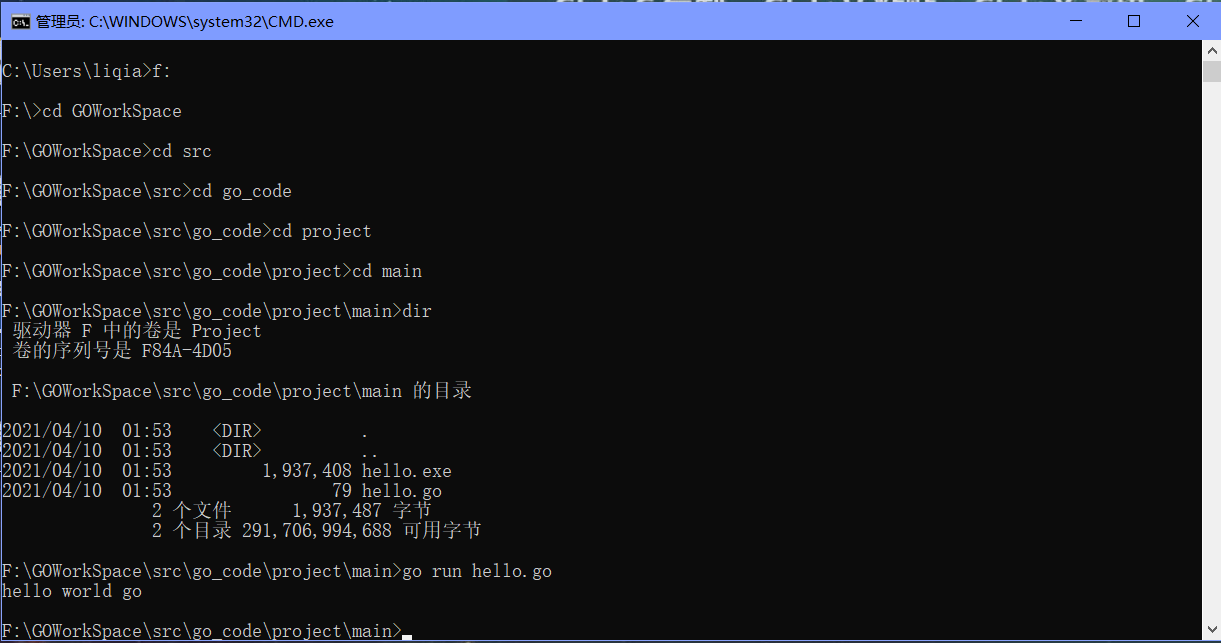 管理员: C:\WINDOWS\system32\CMD.exe
C:\Users\liqia>f:
F:\>cd GOWorkSpace
F:\GOWorkSpace>cd src
F:\GOWorkSpace\src>cd go_code
F:\GOWorkSpace\src\go_code>cd project
F:\GOWorkSpace\src\go_code\project>cd main
F:\GOWorkSpace\src\go_code\project\main>dir
驱动器 F 中的卷是 Project
卷的序列号是 F84A-4D05
F:\GOWorkSpace\src\go_code\project\main 的目录
2021/04/10  01:53    <DIR>          .
2021/04/10  01:53    <DIR>          ..
2021/04/10  01:53         1,937,408 hello.exe
2021/04/10  01:53                79 hello.go
2 个文件      1,937,487 字节
2 个目录 291,706,994,688 可用字节
F:\GOWorkSpace\src\go_code\project\main>go run hello.go
hello world go
F:\GOWorkSpace\src\go_code\project\main>